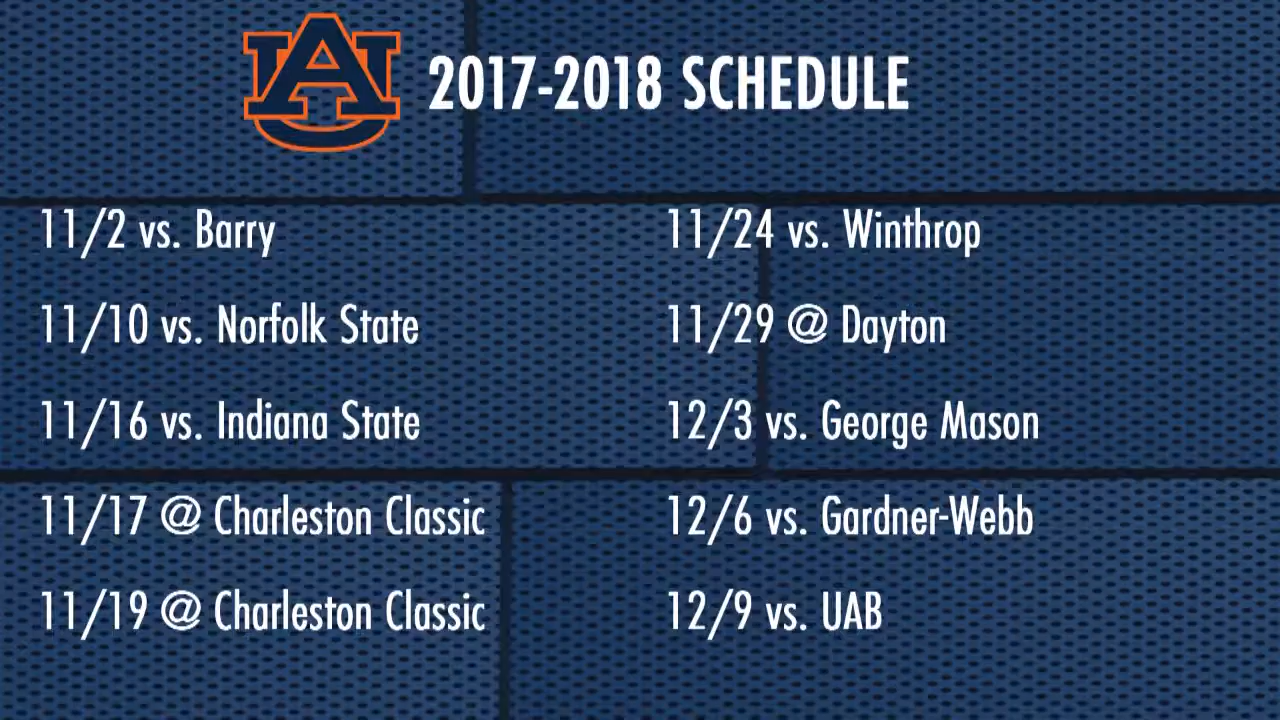 AU
2017-2018 SCHEDULE
11/2 vs. Barry
11/10 vs. Norfolk State
11/16 vs. Indiana State
11/17 @ Charleston Classic
11/19 @ Charleston Classic
11/24 vs. Winthrop
11/29 @ Dayton
12/3 vs. George Mason
12/6 vs. Gardner-Webb
12/9 vs. UAB